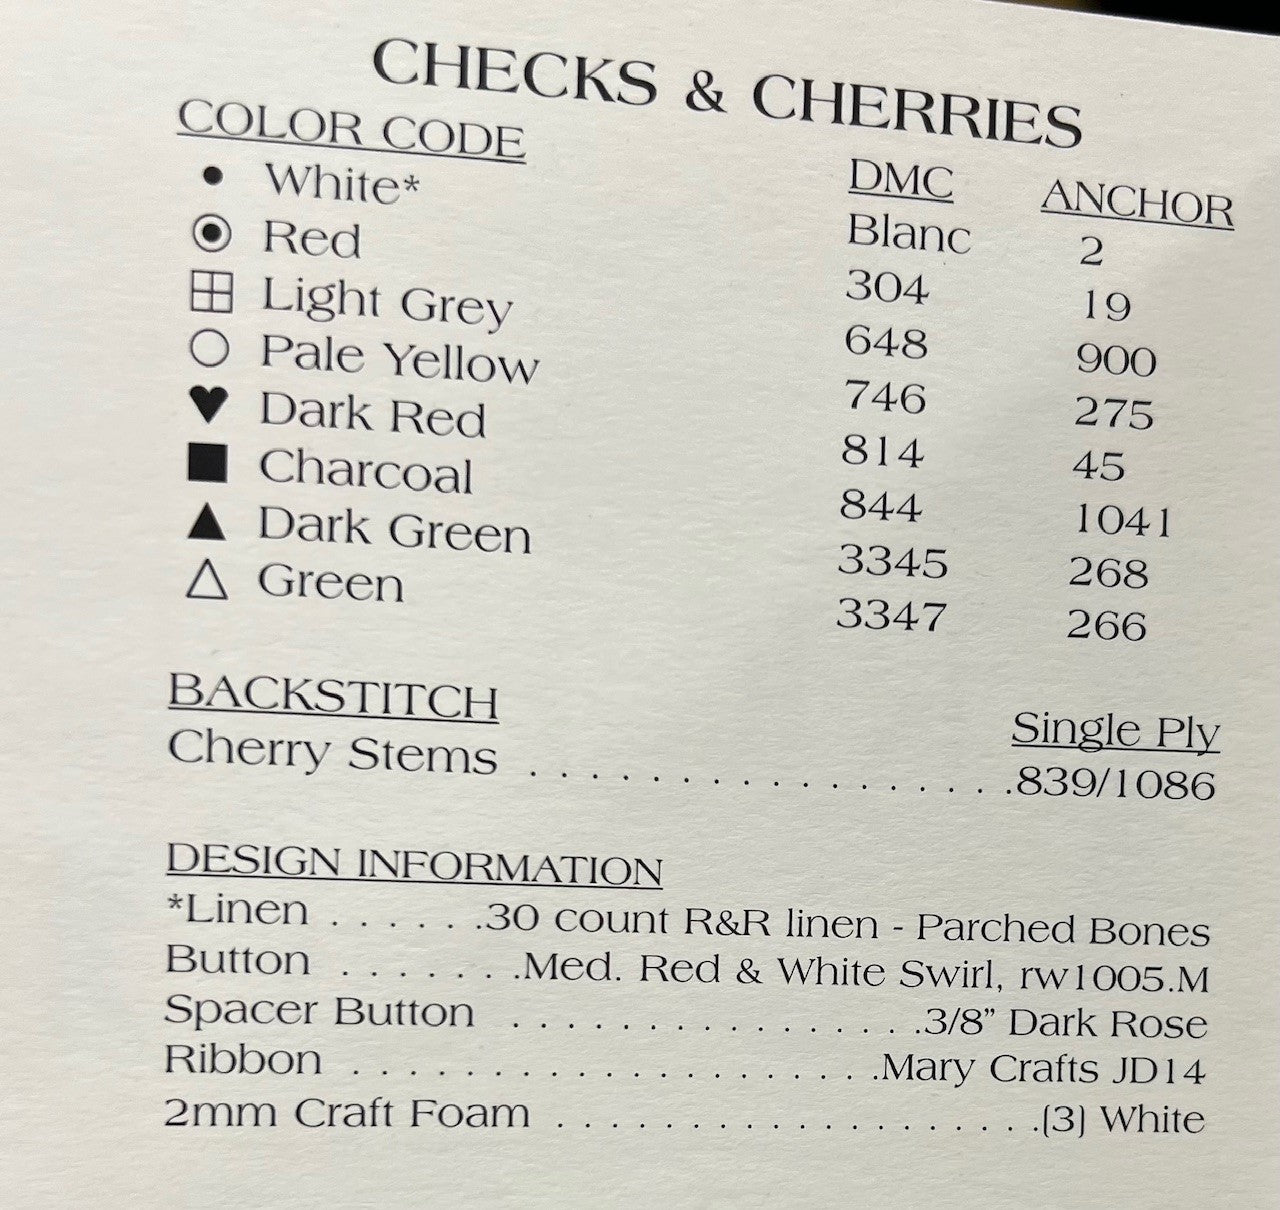 CHECKS & CHERRIES
COLOR CODE DMC ANCHOR
● White* Blanc 2
◉ Red 304 19
⊞ Light Grey 648 900
○ Pale Yellow 746 275
♥ Dark Red 814 45
■ Charcoal 844 1041
▲ Dark Green 3345 268
△ Green 3347 266
BACKSTITCH Single Ply
Cherry Stems . . . . . . . . . . . . . . . . .839/1086
DESIGN INFORMATION
*Linen . . . . . .30 count R&R linen - Parched Bones
Button . . . . . . .Med. Red & White Swirl, rw1005.M
Spacer Button . . . . . . . . . . . . . . . .3/8” Dark Rose
Ribbon . . . . . . . . . . . . . . . . . . . .Mary Crafts JD14
2mm Craft Foam . . . . . . . . . . . . . . . . . . .(3) White